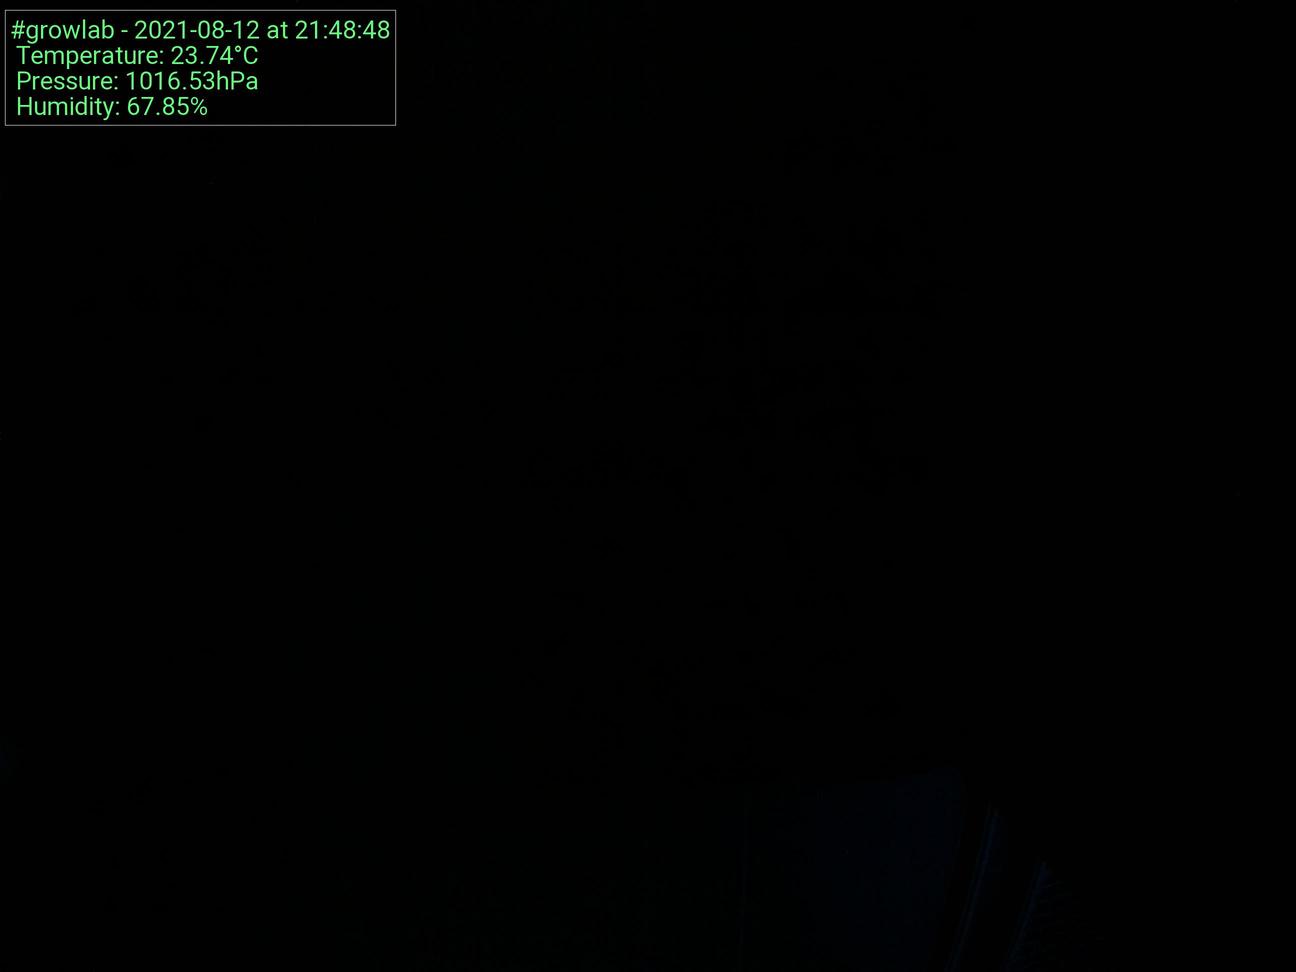 #growlab - 2021-08-12 at 21:48:48
Temperature: 23.74°C
Pressure: 1016.53hPa
Humidity: 67.85%